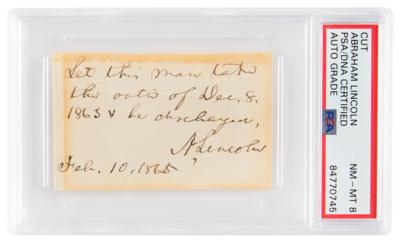 Let this man take
the oath of Dec. 8.
1863 & be discharged,
A. Lincoln
Feb. 10, 1865
CUT
ABRAHAM LINCOLN
PSA/DNA CERTIFIED
AUTO GRADE
PSA
NM - MT 8
84770745